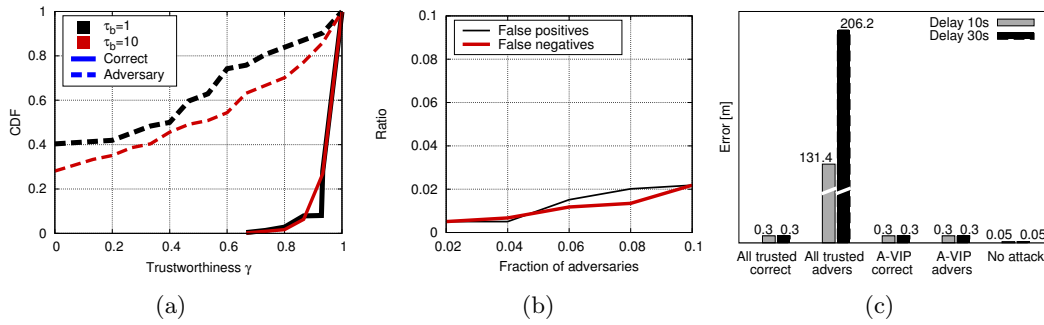 1
0.8
0.6
0.4
0.2
0
CDF
τb=1
τb=10
Correct
Adversary
0 0.2 0.4 0.6 0.8 1
Trustworthiness γ
(a)
0.1
0.08
0.06
0.04
0.02
0
Ratio
False positives
False negatives
0.02 0.04 0.06 0.08 0.1
Fraction of adversaries
(b)
Error [m]
206.2
Delay 10s
Delay 30s
131.4
0.3 0.3 0.3 0.3 0.3 0.3 0.05 0.05
All trusted All trusted A-VIP A-VIP No attack
correct advers correct advers
(c)